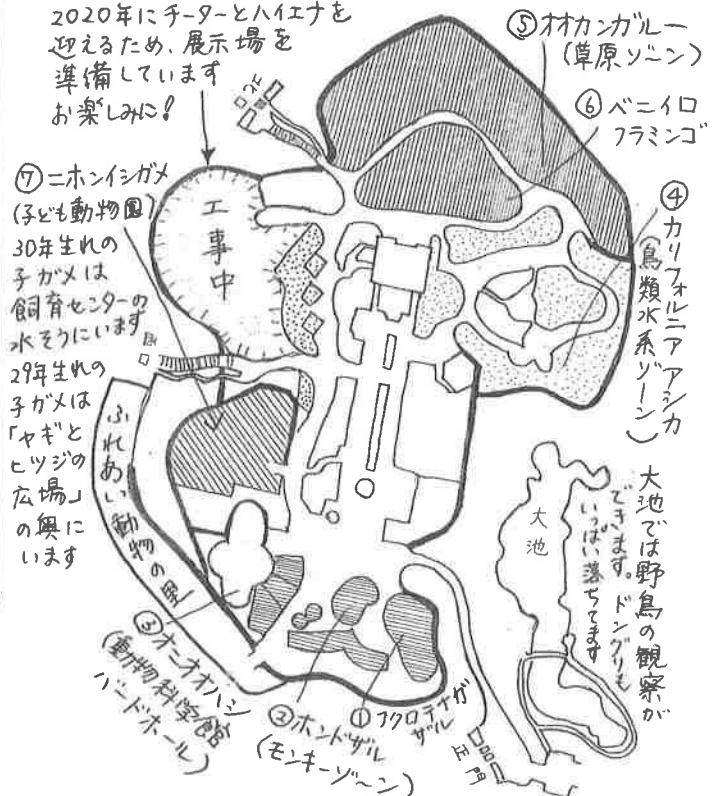 2020年にチーターとハイエナを
迎えるため、展示場を
準備しています
お楽しみに!
⑤オオカンガルー
(草原ゾーン)
⑥ベニイロ
フラミンゴ
④カリフォルニアアシカ
(鳥類水系ゾーン)
⑦ニホンイシガメ
(子ども動物園)
30年生れの
子ガメは
飼育センターの
水そうにいます
29年生れの
子ガメは
「ヤギと
ヒツジの
広場」
の奥に
います
工事中
ふれあい動物の里
大池
大池では野鳥の観察が
できます。ドングリも
いっぱい落ちてます
③オニオオハシ
(動物科学館
バードホール)
②ホンドザル
(モンキーゾーン)
①フクロテナガ
ザル
正門